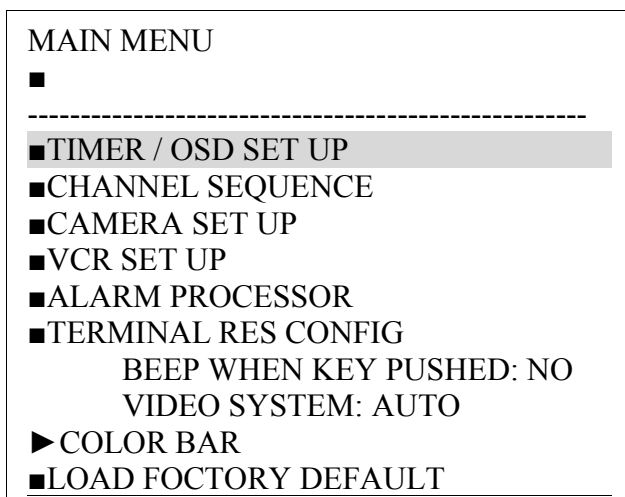 MAIN MENU
■
-----------------------------------------------------
■TIMER / OSD SET UP
■CHANNEL SEQUENCE
■CAMERA SET UP
■VCR SET UP
■ALARM PROCESSOR
■TERMINAL RES CONFIG
BEEP WHEN KEY PUSHED: NO
VIDEO SYSTEM: AUTO
►COLOR BAR
■LOAD FOCTORY DEFAULT